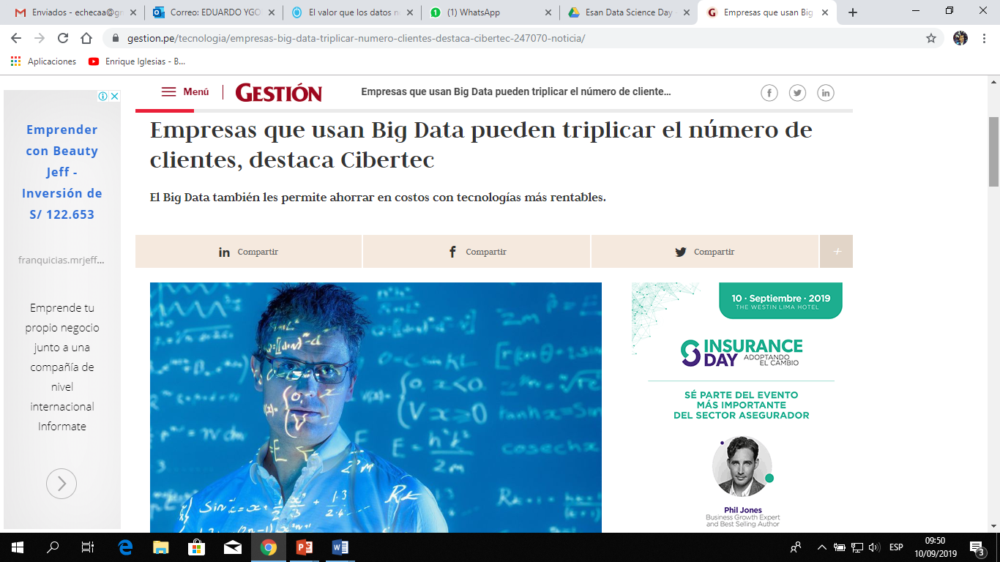 Enviados - echecaa@gm
Correo: EDUARDO YGO
El valor que los datos n
(1) WhatsApp
Esan Data Science Day -
Empresas que usan Big
gestion.pe/tecnologia/empresas-big-data-triplicar-numero-clientes-destaca-cibertec-247070-noticia/
Aplicaciones
Enrique Iglesias - B...
Menú
GESTIÓN
Empresas que usan Big Data pueden triplicar el número de cliente...
Empresas que usan Big Data pueden triplicar el número de
clientes, destaca Cibertec
El Big Data también les permite ahorrar en costos con tecnologías más rentables.
Compartir
Compartir
Compartir
Emprender
con Beauty
Jeff -
Inversión de
S/ 122.653
franquicias.mrjeff...
Emprende tu
propio negocio
junto a una
compañía de
nivel
internacional
Informate
10 · Septiembre · 2019
THE WESTIN LIMA HOTEL
INSURANCE
DAY ADOPTANDO
EL CAMBIO
SÉ PARTE DEL EVENTO
MÁS IMPORTANTE
DEL SECTOR ASEGURADOR
Phil Jones
Business Growth Expert
and Best Selling Author
ESP
09:50
10/09/2019
3